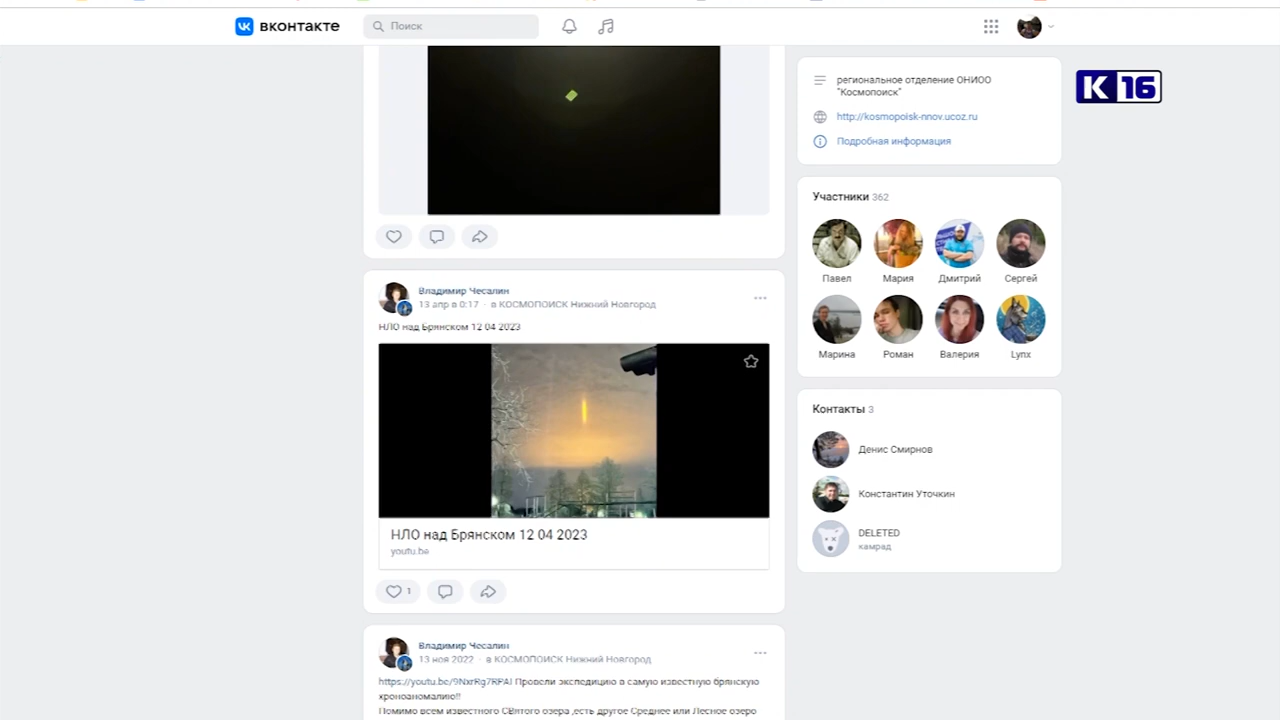 вконтакте
Поиск
К 16
региональное отделение ОНИОО
"Космопоиск"
http://kosmopoisk-nnov.ucoz.ru
Подробная информация
Участники 362
Павел
Мария
Дмитрий
Сергей
Марина
Роман
Валерия
Lynx
Контакты 3
Денис Смирнов
Константин Уточкин
DELETED
камрад
Владимир Чесалин
13 апр в 0:17 · в КОСМОПОИСК Нижний Новгород
НЛО над Брянском 12 04 2023
НЛО над Брянском 12 04 2023
youtu.be
1
Владимир Чесалин
13 ноя 2022 · в КОСМОПОИСК Нижний Новгород
https://youtu.be/9NxrRg7RPAI Провели экспедицию в самую известную брянскую
хроноаномалию!!
Помимо всем известного СВятого озера ,есть другое Среднее или Лесное озеро